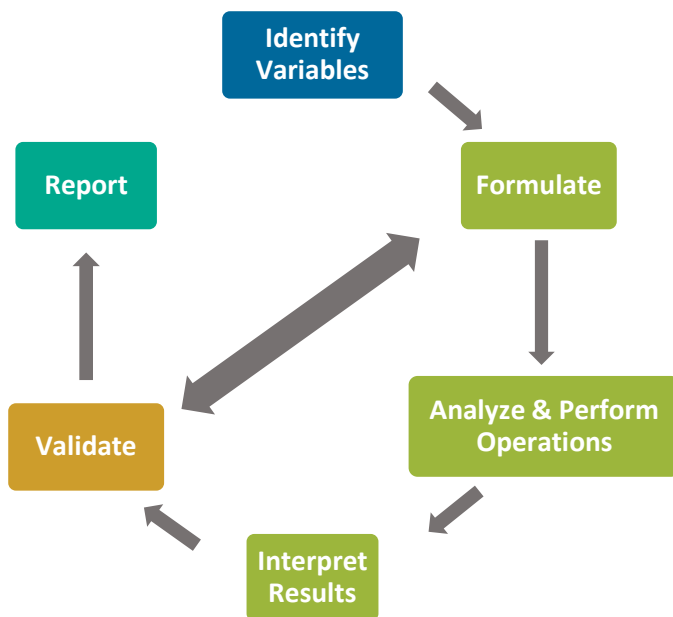 Identify
Variables
Formulate
Analyze & Perform
Operations
Interpret
Results
Validate
Report